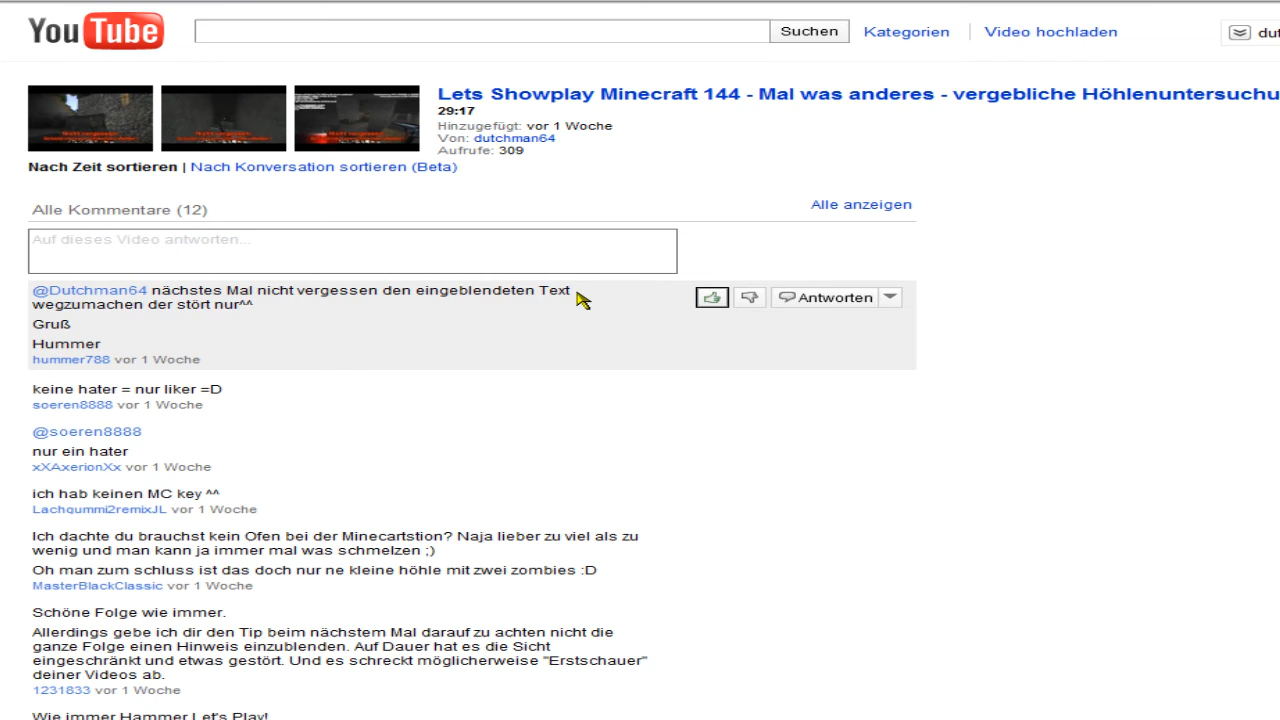 YouTube
Suchen
Kategorien
Video hochladen
dut
Lets Showplay Minecraft 144 - Mal was anderes - vergebliche Höhlenuntersuchu
29:17
Hinzugefügt: vor 1 Woche
Von: dutchman64
Aufrufe: 309
Nach Zeit sortieren | Nach Konversation sortieren (Beta)
Alle Kommentare (12)
Alle anzeigen
Auf dieses Video antworten...
@Dutchman64 nächstes Mal nicht vergessen den eingeblendeten Text
wegzumachen der stört nur^^
Antworten
Gruß
Hummer
hummer788 vor 1 Woche
keine hater = nur liker =D
soeren8888 vor 1 Woche
@soeren8888
nur ein hater
xXAxerionXx vor 1 Woche
ich hab keinen MC key ^^
Lachgummi2remixJL vor 1 Woche
Ich dachte du brauchst kein Ofen bei der Minecartstion? Naja lieber zu viel als zu
wenig und man kann ja immer mal was schmelzen ;)
Oh man zum schluss ist das doch nur ne kleine höhle mit zwei zombies :D
MasterBlackClassic vor 1 Woche
Schöne Folge wie immer.
Allerdings gebe ich dir den Tip beim nächstem Mal darauf zu achten nicht die
ganze Folge einen Hinweis einzublenden. Auf Dauer hat es die Sicht
eingeschränkt und etwas gestört. Und es schreckt möglicherweise "Erstschauer"
deiner Videos ab.
1231833 vor 1 Woche
Wie immer Hammer Let's Play!